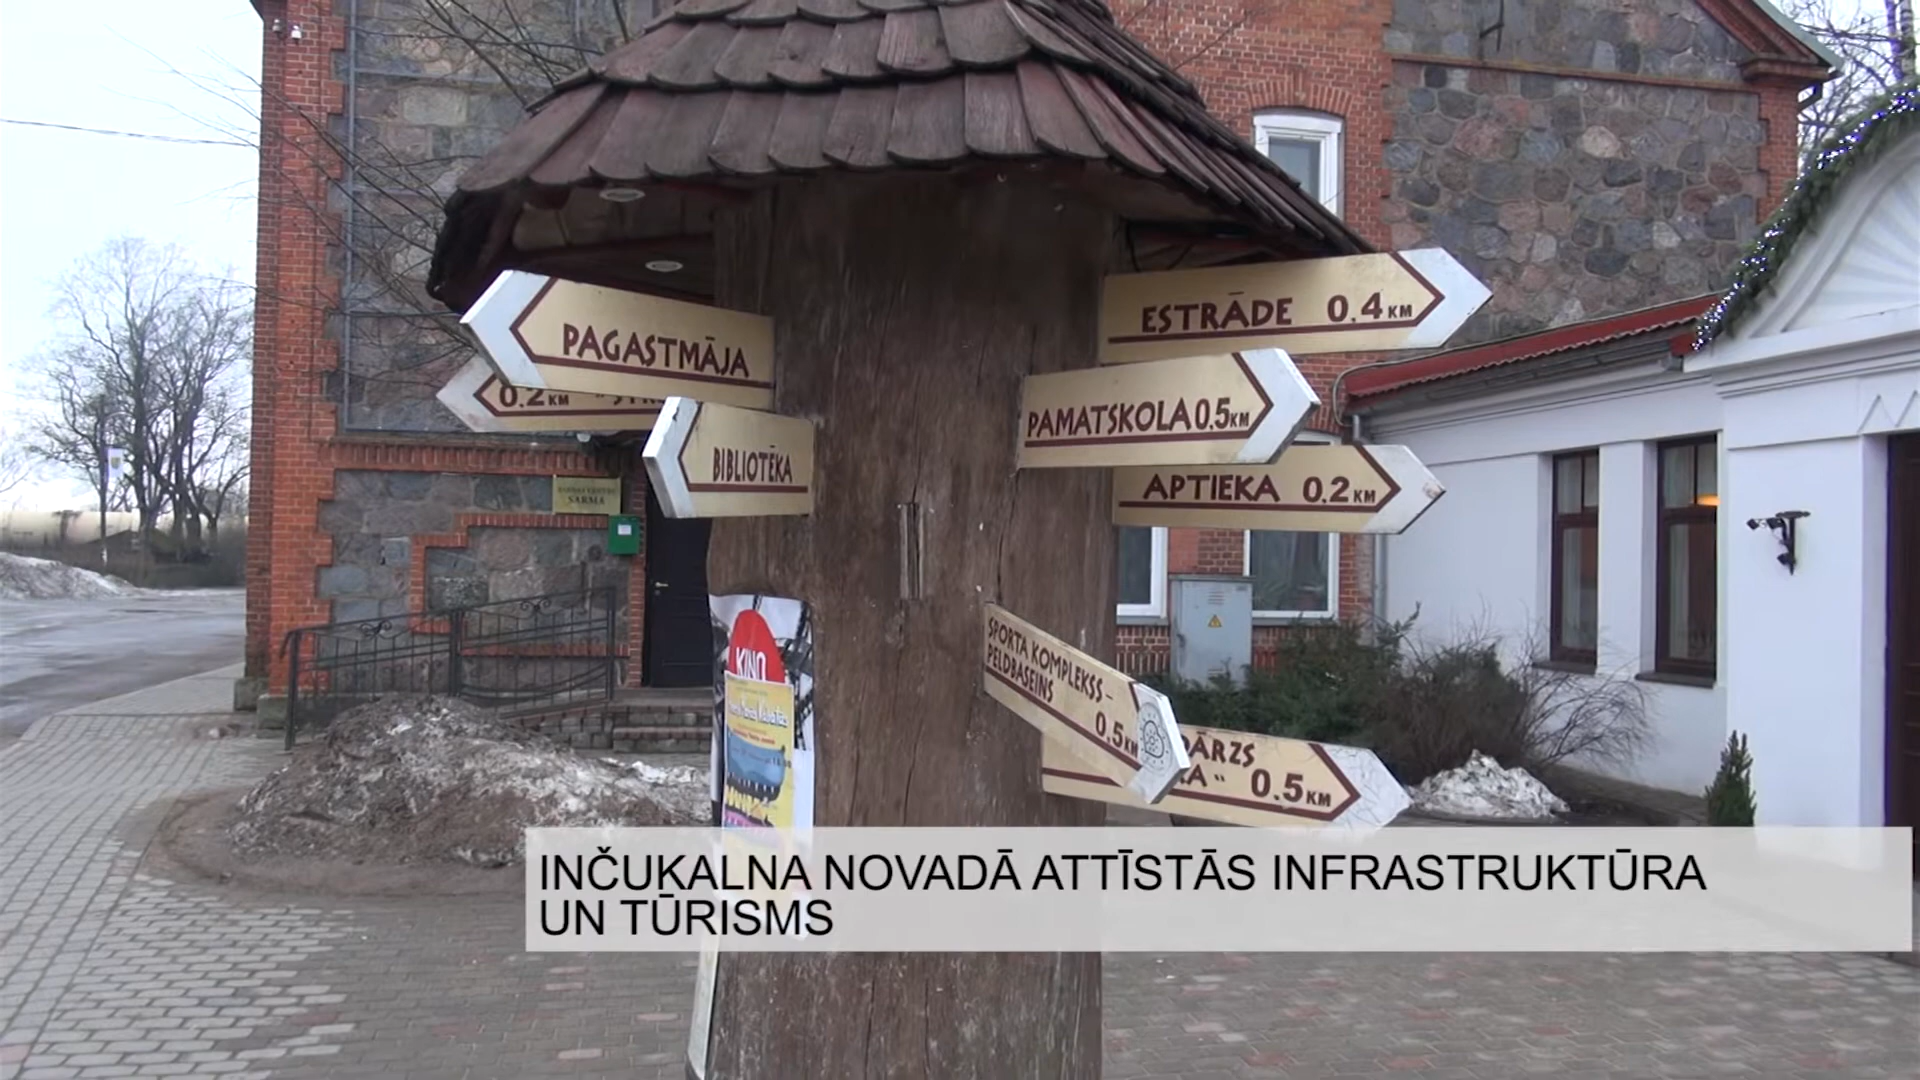 PAGASTMĀJA
0.2 KM
BIBLIOTĒKA
ESTRĀDE 0.4 KM
PAMATSKOLA 0.5 KM
APTIEKA 0.2 KM
SARMA
SPORTA KOMPLEKSS-
PELDBASEINS
0.5 KM
0.5 KM
KINO
INČUKALNA NOVADĀ ATTĪSTĀS INFRASTRUKTŪRA
UN TŪRISMS